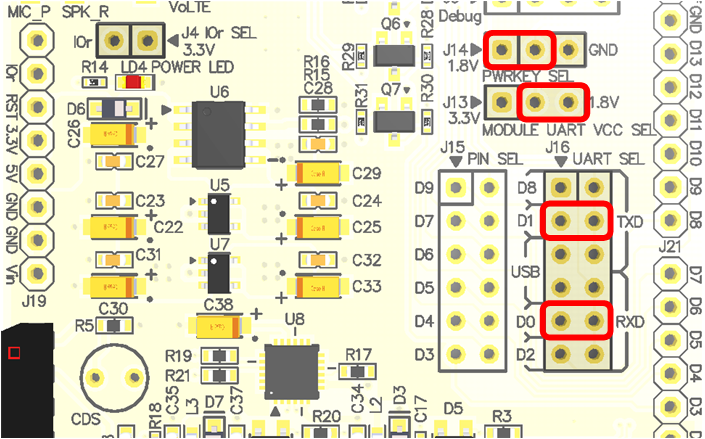 MIC_P SPK_R
VoLTE
J4 IOr SEL
3.3V
IOr
R14 LD4 POWER LED
R16
R15
C28
U6
Q6
R28
R29
Q7
R31
R30
Debug
J14
1.8V
GND
PWRKEY SEL
J13
3.3V
1.8V
MODULE UART VCC SEL
J15 PIN SEL
J16 UART SEL
D9
D7
D6
D5
D4
D3
D8
D1
USB
D0
D2
TXD
RXD
IOr
RST
3.3V
5V
GND
GND
Vin
J19
D6
C26
C27
C23
C22
C31
C30
R5
CDS
U5
U7
C38
U8
C29
C24
C25
C32
C33
R19
R21
R17
R18
C35
L3
D7
C37
R20
C34
L2
D3
C17
D5
R3
GND
D13
D12
D11
D10
D9
D8
J21
D7
D6
D5
D4
D3